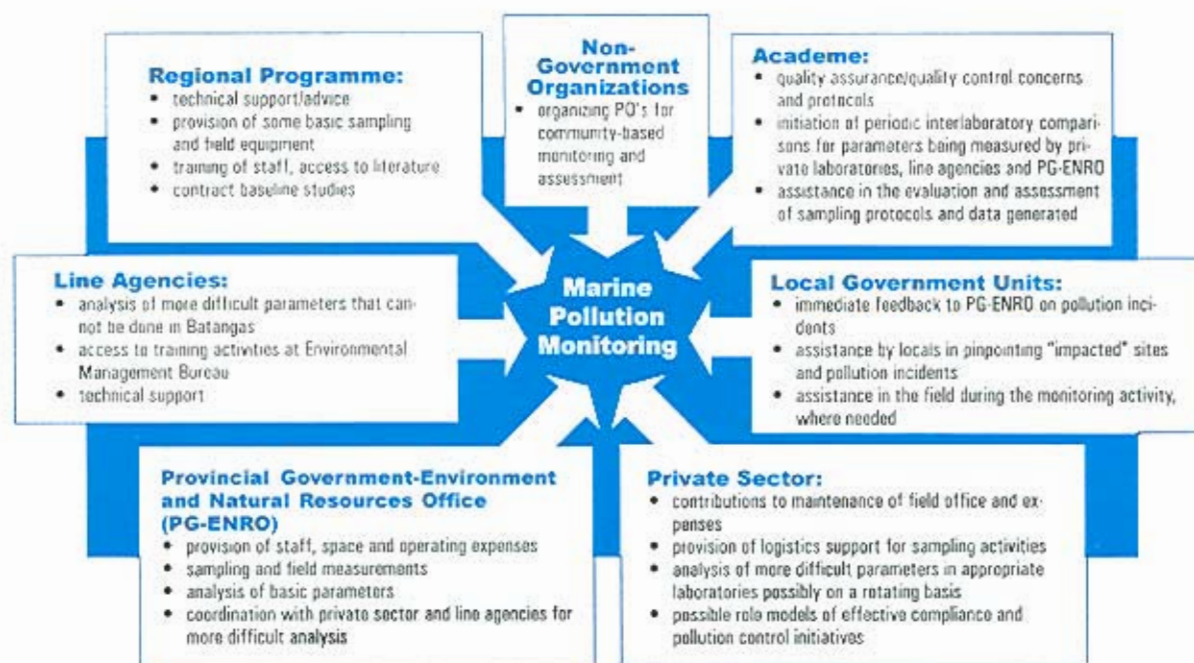 Regional Programme:
• technical support/advice
• provision of some basic sampling
and field equipment
• training of staff, access to literature
• contract baseline studies
Non-
Government
Organizations
• organizing PO's for
community-based
monitoring and
assessment
Academe:
• quality assurance/quality control concerns
and protocols
• initiation of periodic interlaboratory compari-
sons for parameters being measured by pri-
vate laboratories, line agencies and PG-ENRO
• assistance in the evaluation and assessment
of sampling protocols and data generated
Line Agencies:
• analysis of more difficult parameters that can-
not be done in Batangas
• access to training activities at Environmental
Management Bureau
• technical support
Marine
Pollution
Monitoring
Local Government Units:
• immediate feedback to PG-ENRO on pollution inci-
dents
• assistance by locals in pinpointing "impacted" sites
and pollution incidents
• assistance in the field during the monitoring activity,
where needed
Provincial Government-Environment
and Natural Resources Office
(PG-ENRO)
• provision of staff, space and operating expenses
• sampling and field measurements
• analysis of basic parameters
• coordination with private sector and line agencies for
more difficult analysis
Private Sector:
• contributions to maintenance of field office and ex-
penses
• provision of logistics support for sampling activities
• analysis of more difficult parameters in appropriate
laboratories possibly on a rotating basis
• possible role models of effective compliance and
pollution control initiatives